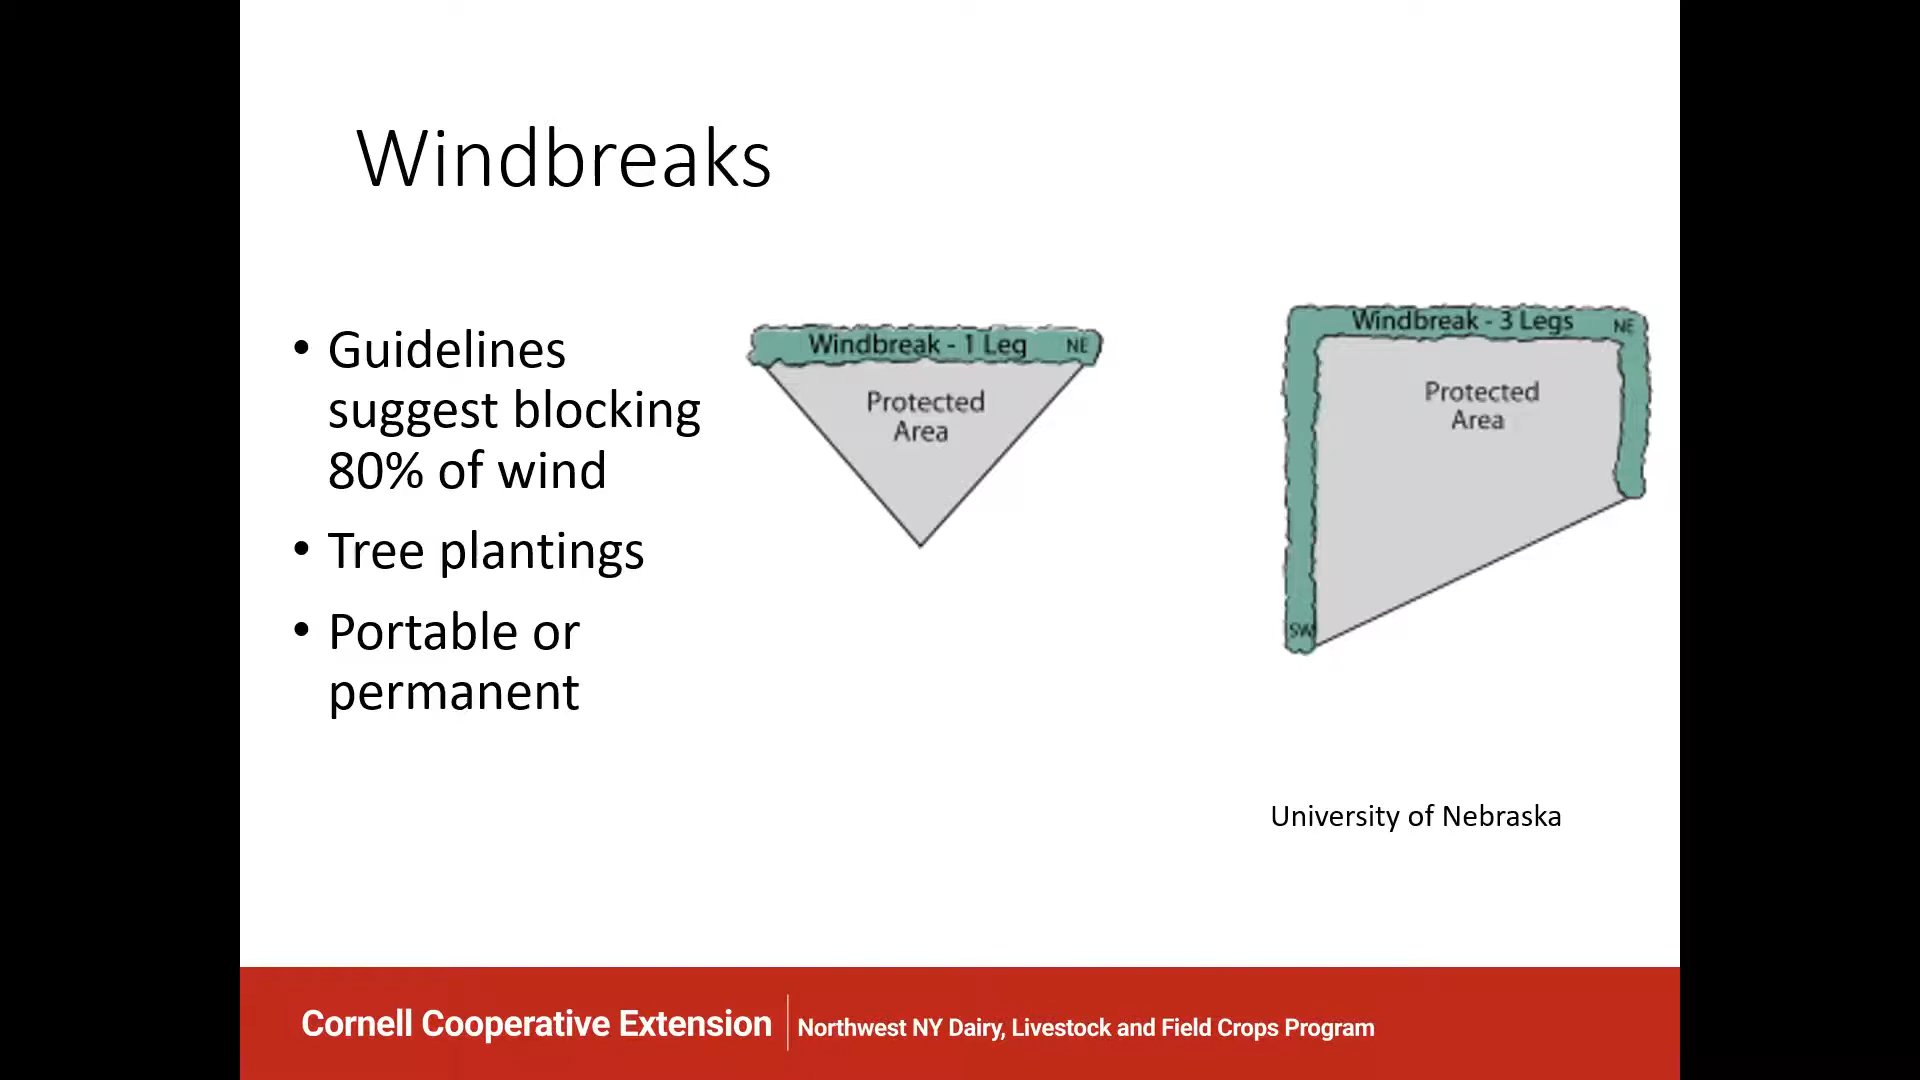 Windbreaks
• Guidelines
suggest blocking
80% of wind
• Tree plantings
• Portable or
permanent
Windbreak - 1 Leg NE
Protected
Area
Windbreak - 3 Legs NE
Protected
Area
SW
University of Nebraska
Cornell Cooperative Extension | Northwest NY Dairy, Livestock and Field Crops Program